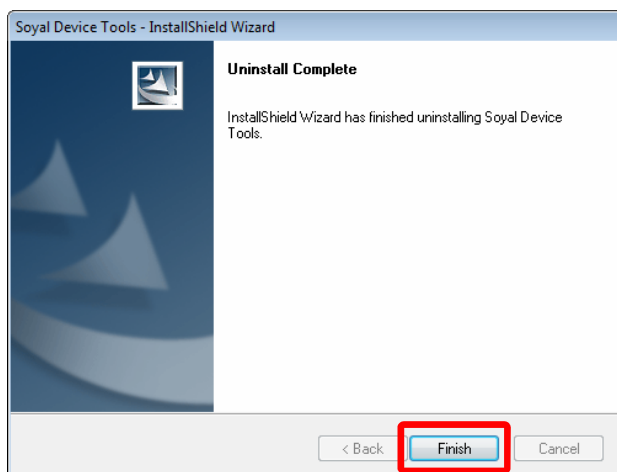 Soyal Device Tools - InstallShield Wizard
Uninstall Complete
InstallShield Wizard has finished uninstalling Soyal Device
Tools.
< Back
Finish
Cancel